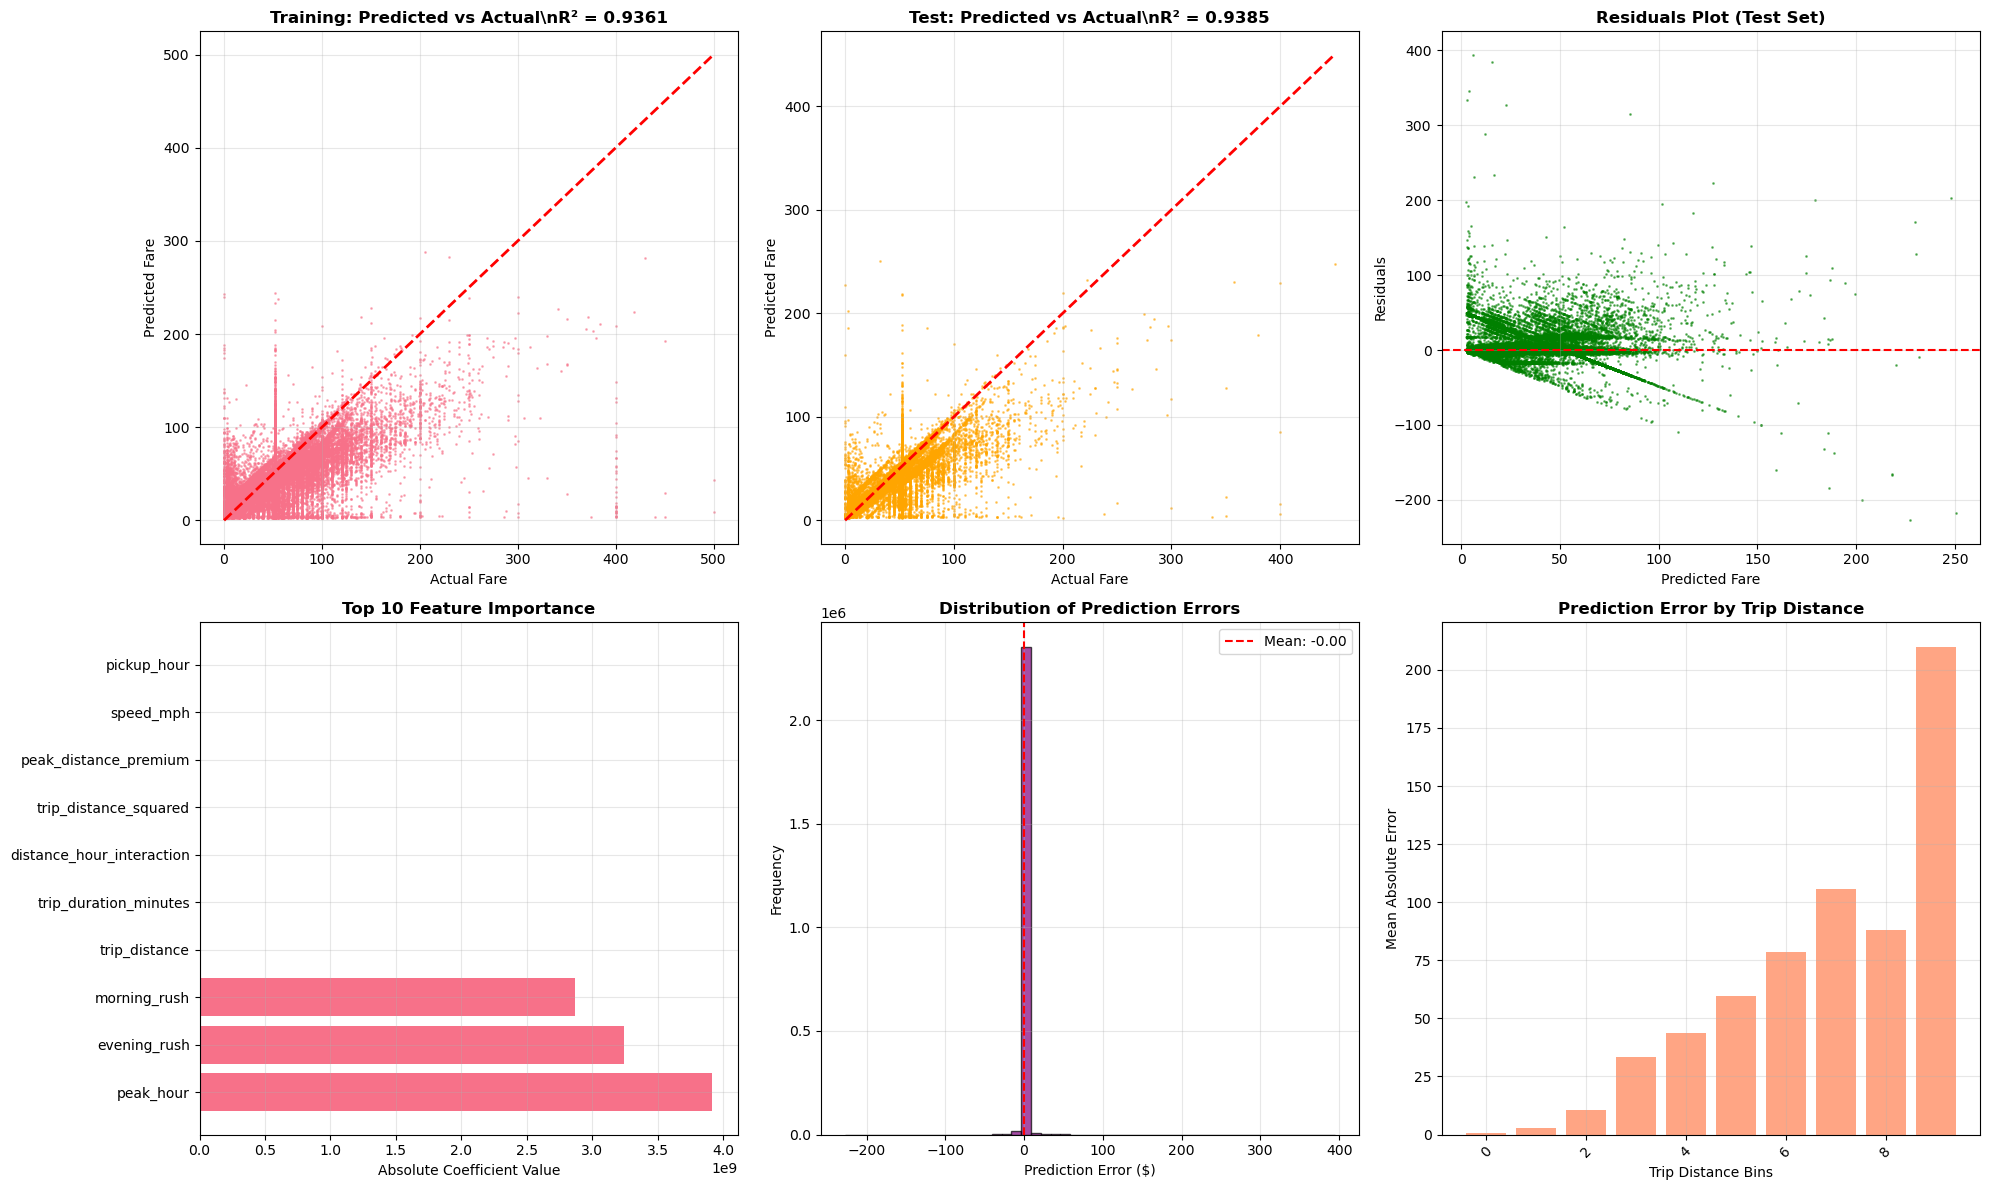 Training: Predicted vs Actual\nR² = 0.9361
500
400
300
200
100
0
Predicted Fare
0 100 200 300 400 500
Actual Fare
Test: Predicted vs Actual\nR² = 0.9385
400
300
200
100
0
Predicted Fare
0 100 200 300 400
Actual Fare
Residuals Plot (Test Set)
400
300
200
100
0
−100
−200
Residuals
0 50 100 150 200 250
Predicted Fare
Top 10 Feature Importance
pickup_hour
speed_mph
peak_distance_premium
trip_distance_squared
distance_hour_interaction
trip_duration_minutes
trip_distance
morning_rush
evening_rush
peak_hour
0.0 0.5 1.0 1.5 2.0 2.5 3.0 3.5 4.0
1e9
Absolute Coefficient Value
Distribution of Prediction Errors
1e6
Mean: -0.00
2.0
1.5
1.0
0.5
0.0
Frequency
−200 −100 0 100 200 300 400
Prediction Error ($)
Prediction Error by Trip Distance
200
175
150
125
100
75
50
25
0
Mean Absolute Error
0 2 4 6 8
Trip Distance Bins